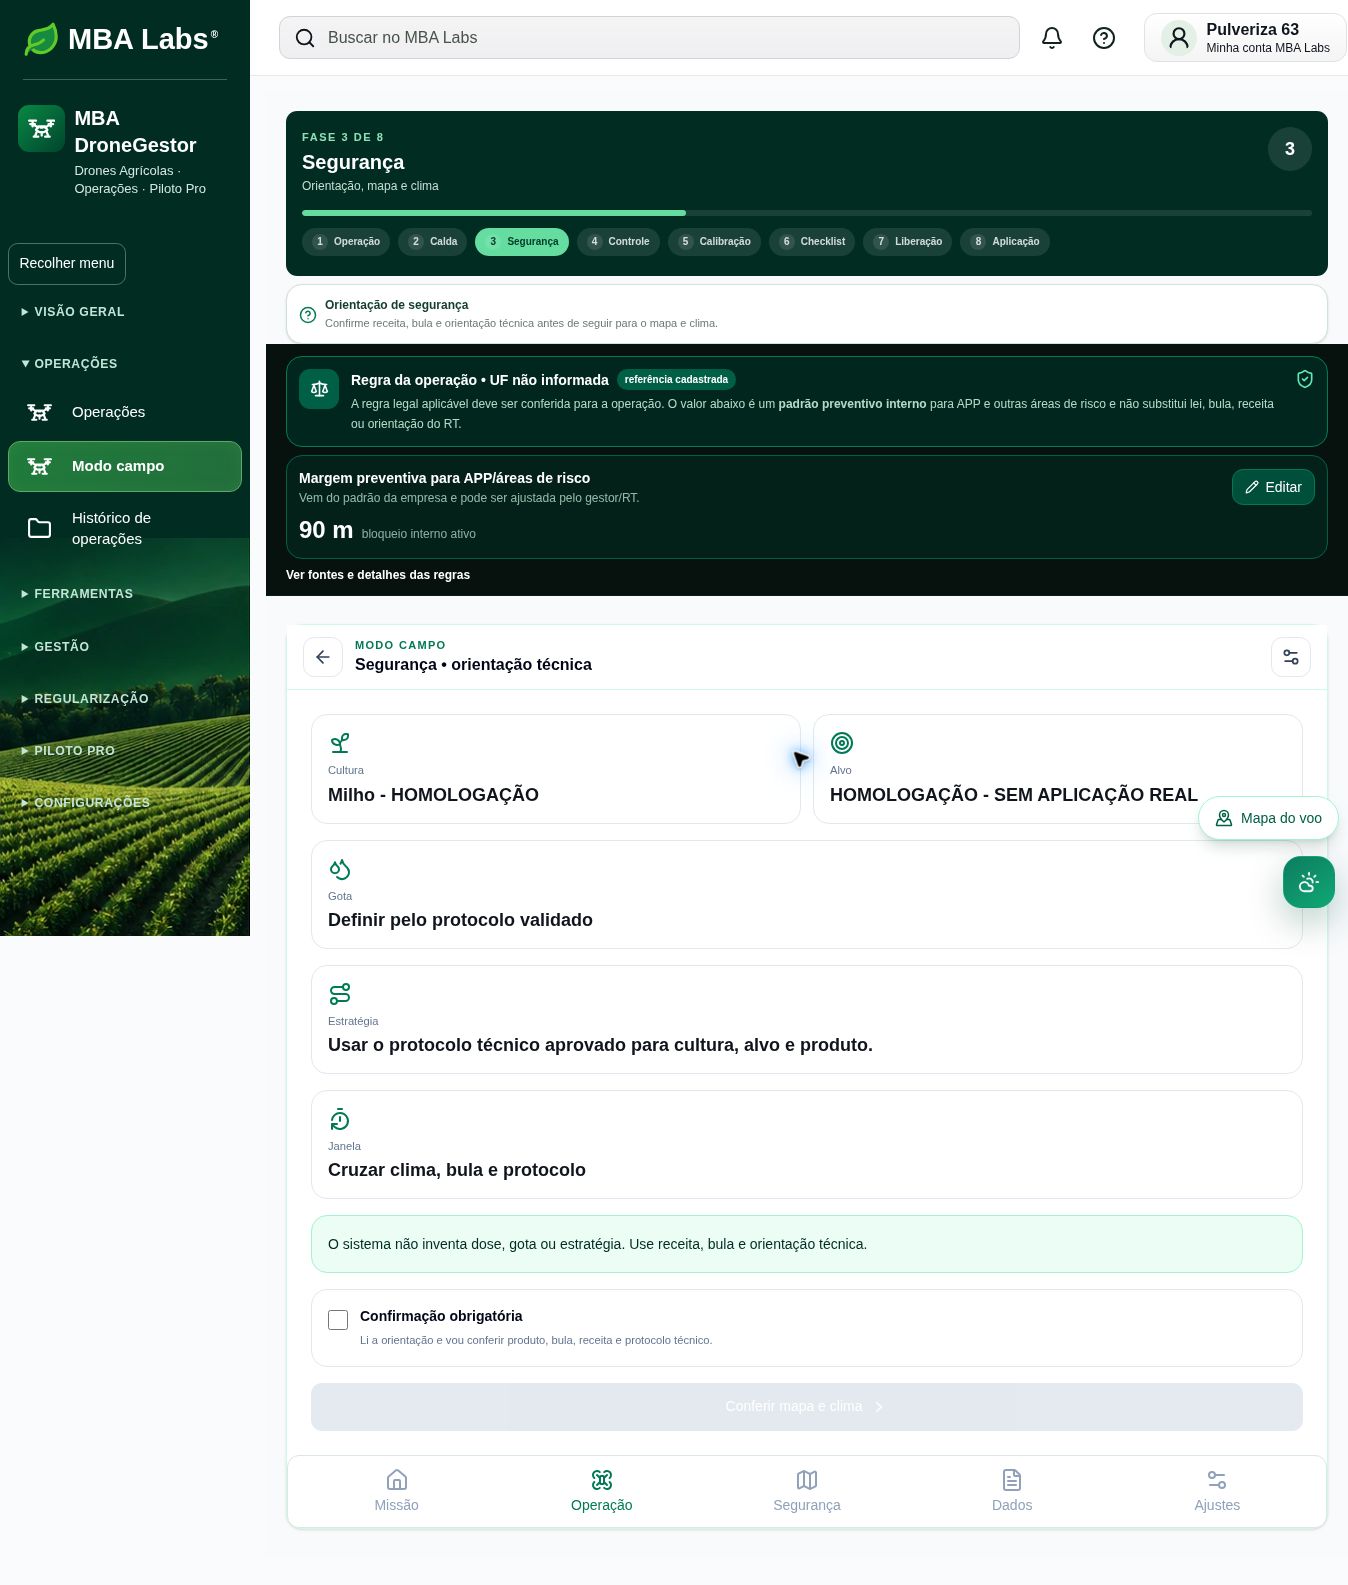 MBA Labs®
MBA
DroneGestor
Drones Agrícolas ·
Operações · Piloto Pro
Recolher menu
VISÃO GERAL
OPERAÇÕES
Operações
Modo campo
Histórico de
operações
FERRAMENTAS
GESTÃO
REGULARIZAÇÃO
PILOTO PRO
CONFIGURAÇÕES
Buscar no MBA Labs
Pulveriza 63
Minha conta MBA Labs
FASE 3 DE 8
Segurança
Orientação, mapa e clima
3
1 Operação
2 Calda
3 Segurança
4 Controle
5 Calibração
6 Checklist
7 Liberação
8 Aplicação
Orientação de segurança
Confirme receita, bula e orientação técnica antes de seguir para o mapa e clima.
Regra da operação • UF não informada referência cadastrada
A regra legal aplicável deve ser conferida para a operação. O valor abaixo é um padrão preventivo interno para APP e outras áreas de risco e não substitui lei, bula, receita
ou orientação do RT.
Margem preventiva para APP/áreas de risco
Vem do padrão da empresa e pode ser ajustada pelo gestor/RT.
Editar
90 m bloqueio interno ativo
Ver fontes e detalhes das regras
MODO CAMPO
Segurança • orientação técnica
Cultura
Milho - HOMOLOGAÇÃO
Alvo
HOMOLOGAÇÃO - SEM APLICAÇÃO REAL
Mapa do voo
Gota
Definir pelo protocolo validado
Estratégia
Usar o protocolo técnico aprovado para cultura, alvo e produto.
Janela
Cruzar clima, bula e protocolo
O sistema não inventa dose, gota ou estratégia. Use receita, bula e orientação técnica.
Confirmação obrigatória
Li a orientação e vou conferir produto, bula, receita e protocolo técnico.
Conferir mapa e clima
Missão
Operação
Segurança
Dados
Ajustes